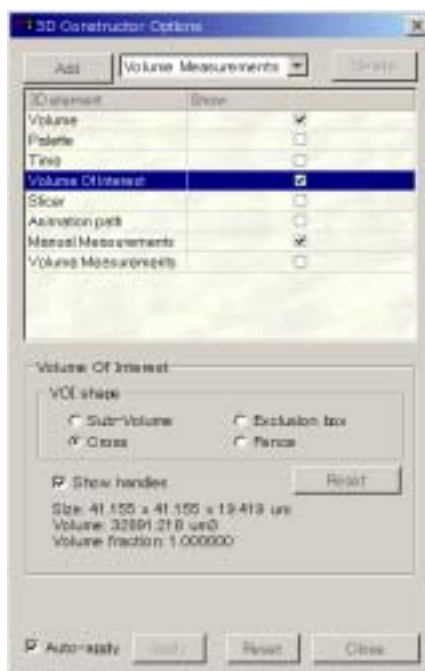 3D Constructor Options
Add Volume Measurements Delete
3D element Show
Volume
Palette
Time
Volume Of Interest
Slicer
Animation path
Manual Measurements
Volume Measurements
Volume Of Interest
VOI shape
Sub-Volume Exclusion box
Cross Fence
Show handles Reset
Size: 41.155 x 41.155 x 19.419 um
Volume: 32891.218 um3
Volume fraction: 1.000000
Auto-apply Apply Reset Close